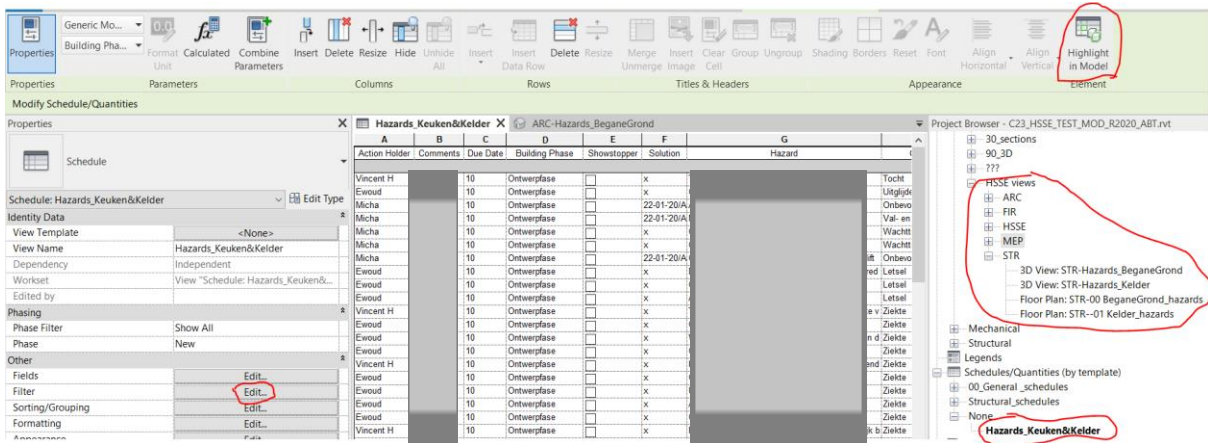 Generic Mo...
Building Pha...
Properties
Format Unit
Calculated
Combine Parameters
Insert Delete Resize Hide Unhide All
Insert
Insert Data Row
Delete Resize
Merge Unmerge
Insert Image
Clear Cell
Group Ungroup
Shading Borders Reset Font
Align Horizontal
Align Vertical
Highlight in Model
Properties Parameters Columns Rows Titles & Headers Appearance Element
Modify Schedule/Quantities
Properties
Schedule
Schedule: Hazards_Keuken&Kelder Edit Type
Identity Data
View Template <None>
View Name Hazards_Keuken&Kelder
Dependency Independent
Workset View "Schedule: Hazards_Keuken&...
Edited by
Phasing
Phase Filter Show All
Phase New
Other
Fields Edit...
Filter Edit...
Sorting/Grouping Edit...
Formatting Edit...
Appearance Edit...
Hazards_Keuken&Kelder X ARC-Hazards_BeganeGrond
A B C D E F G
Action Holder Comments Due Date Building Phase Showstopper Solution Hazard
Vincent H 10 Ontwerpfase x Tocht
Ewoud 10 Ontwerpfase x Uitglijde
Micha 10 Ontwerpfase 22-01-'20/A Onbevo
Micha 10 Ontwerpfase 22-01-'20/A Val- en
Micha 10 Ontwerpfase x Wachtt
Micha 10 Ontwerpfase x Wachtt
Micha 10 Ontwerpfase 22-01-'20/A Onbevo
Ewoud 10 Ontwerpfase x red Letsel
Ewoud 10 Ontwerpfase x Letsel
Ewoud 10 Ontwerpfase x Letsel
Vincent H 10 Ontwerpfase x e v Ziekte
Ewoud 10 Ontwerpfase x Ziekte
Ewoud 10 Ontwerpfase x n d Ziekte
Ewoud 10 Ontwerpfase x Ziekte
Vincent H 10 Ontwerpfase x end Ziekte
Ewoud 10 Ontwerpfase x Ziekte
Ewoud 10 Ontwerpfase x Ziekte
Ewoud 10 Ontwerpfase x Ziekte
Ewoud 10 Ontwerpfase x Ziekte
Vincent H 10 Ontwerpfase x k b Ziekte
Project Browser - C23_HSSE_TEST_MOD_R2020_ABT.rvt
30_sections
90_3D
???
HSSE views
ARC
FIR
HSSE
MEP
STR
3D View: STR-Hazards_BeganeGrond
3D View: STR-Hazards_Kelder
Floor Plan: STR-00 BeganeGrond_hazards
Floor Plan: STR--01 Kelder_hazards
Mechanical
Structural
Legends
Schedules/Quantities (by template)
00_General _schedules
Structural_schedules
None
Hazards_Keuken&Kelder